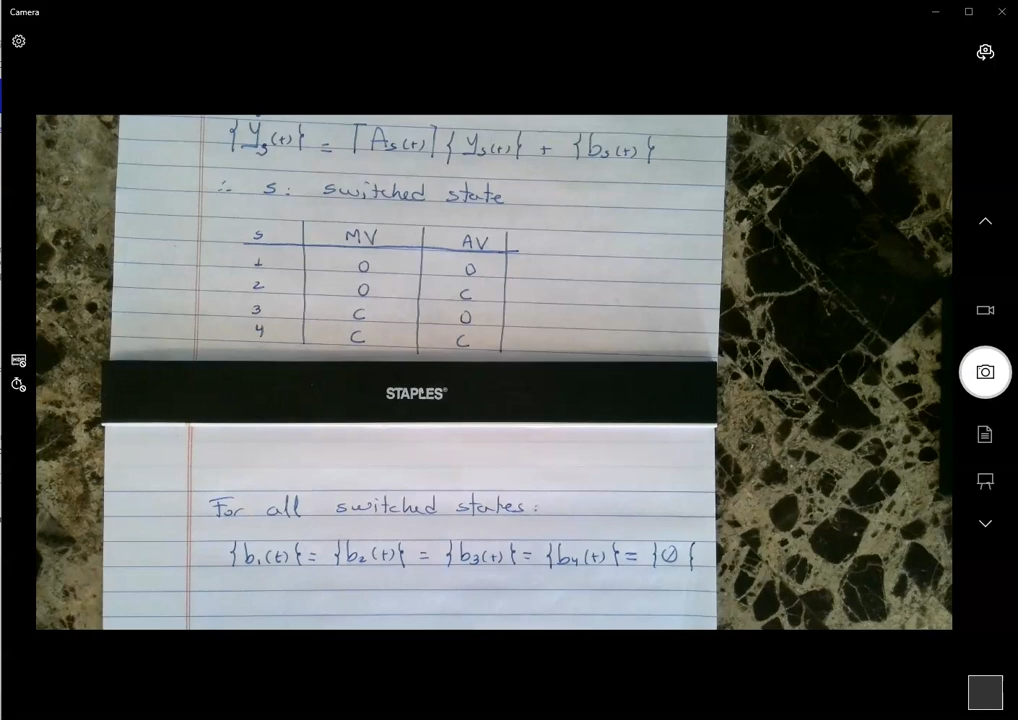 Camera
{ẏs(t)} = [As(t)] {ys(t)} + {bs(t)}
∴ s: switched state
s MV AV
1 O O
2 O C
3 C O
4 C C
STAPLES®
For all switched states:
{b1(t)} = {b2(t)} = {b3(t)} = {b4(t)} = {0}